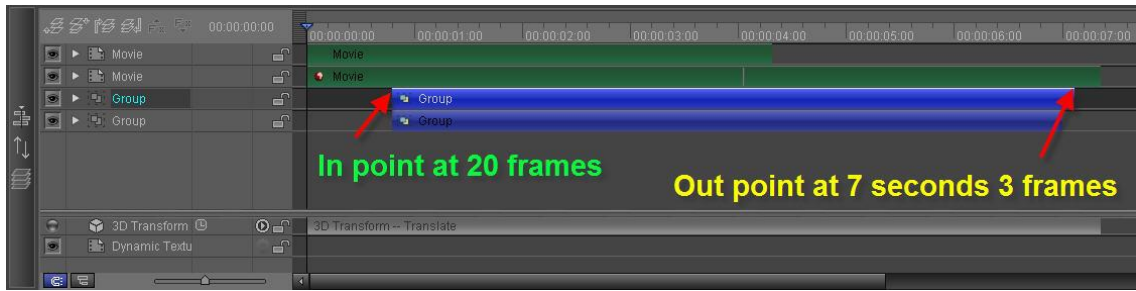 00:00:00:00
00:00:00:00 00:00:01:00 00:00:02:00 00:00:03:00 00:00:04:00 00:00:05:00 00:00:06:00 00:00:07:00
Movie Movie
Movie Movie
Group Group
Group Group
In point at 20 frames
Out point at 7 seconds 3 frames
3D Transform 3D Transform -- Translate
Dynamic Textu